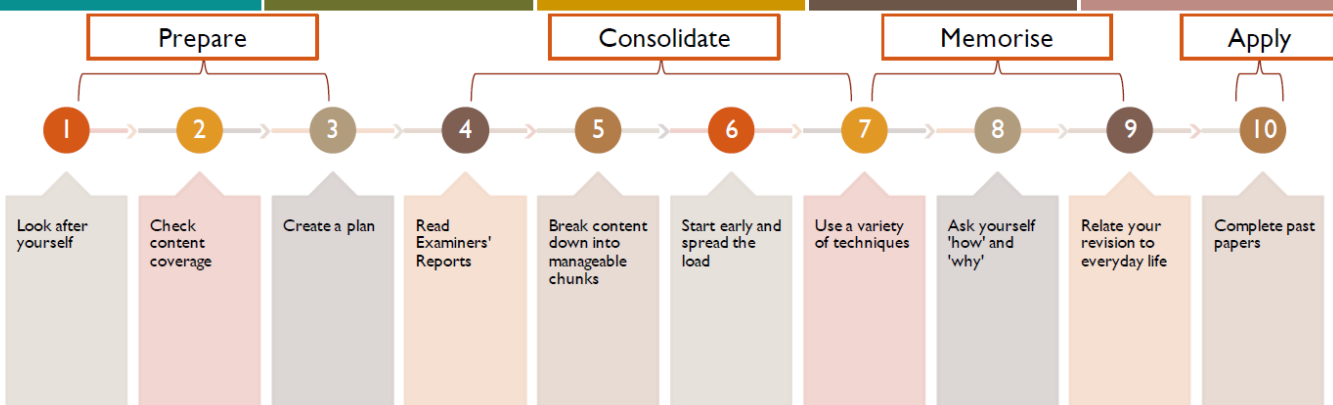 Prepare
Consolidate
Memorise
Apply
1
2
3
4
5
6
7
8
9
10
Look after
yourself
Check
content
coverage
Create a plan
Read
Examiners'
Reports
Break content
down into
manageable
chunks
Start early and
spread the
load
Use a variety
of techniques
Ask yourself
'how' and
'why'
Relate your
revision to
everyday life
Complete past
papers